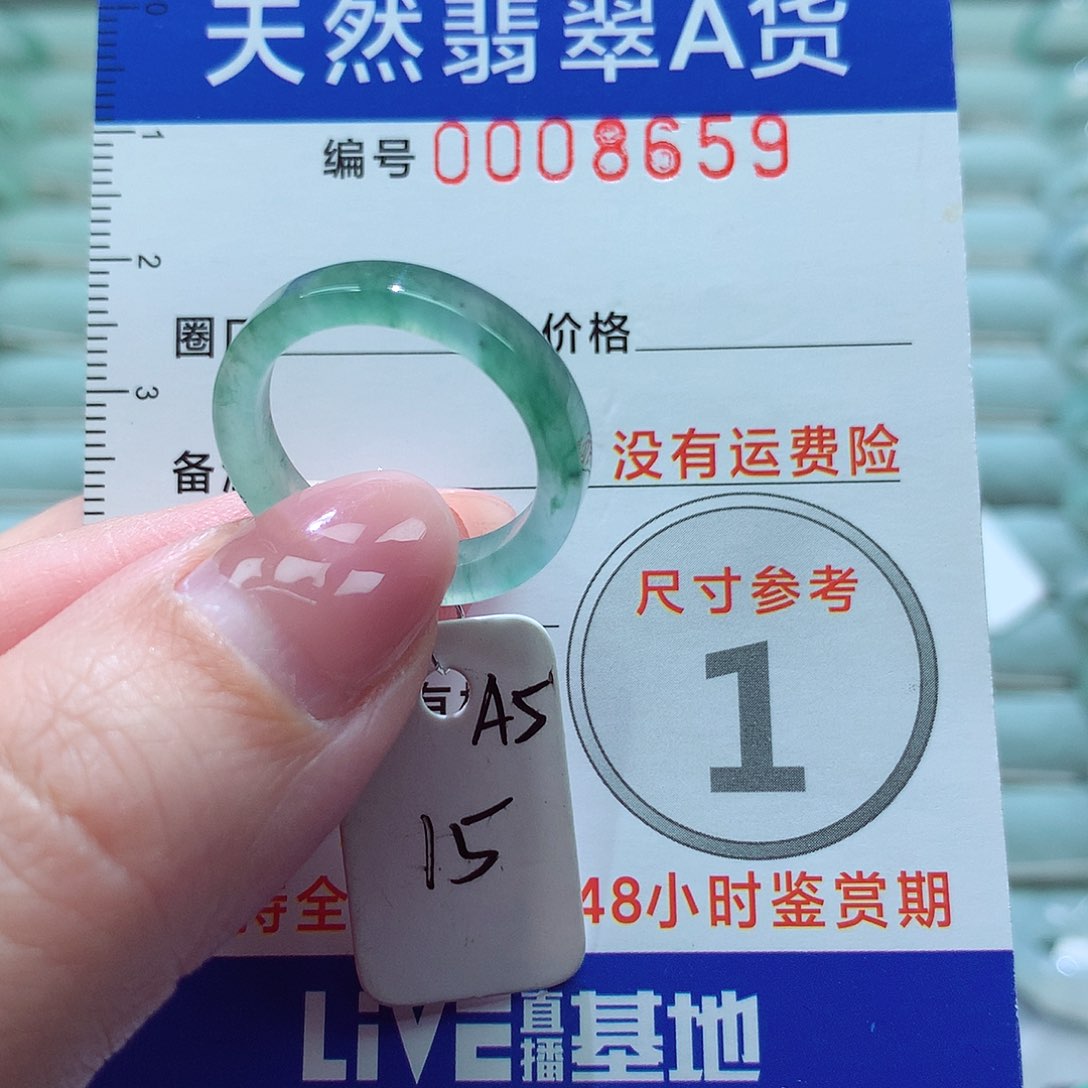 天然翡翠A货
编号 0008659
1
2
圈 价格
3
备
没有运费险
尺寸参考
1
A5
15
全 48小时鉴赏期
LiVE直播基地